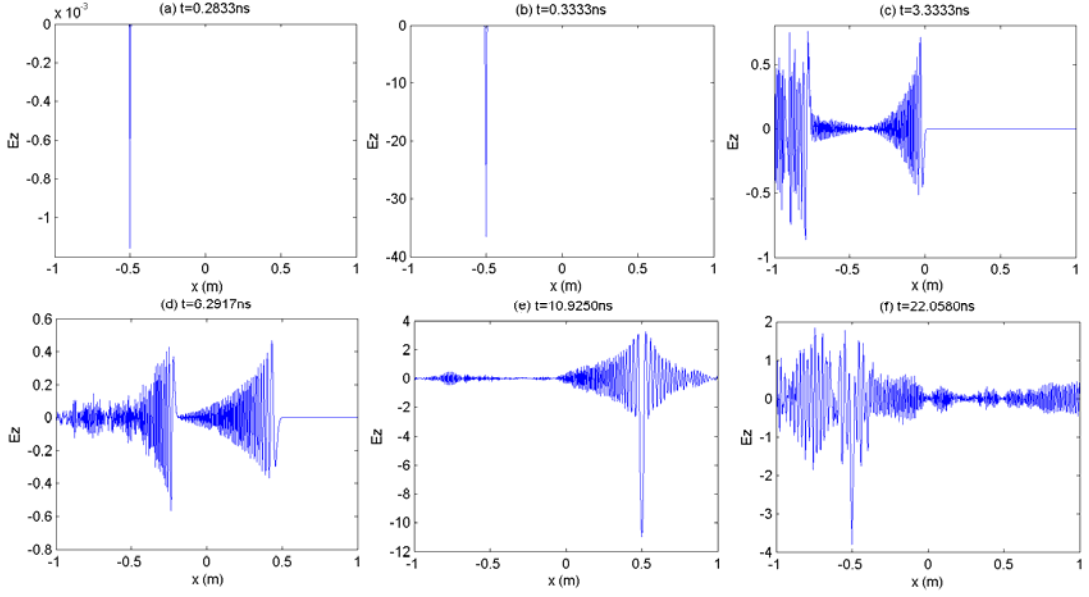 x 10^-3
(a) t=0.2833ns
(b) t=0.3333ns
(c) t=3.3333ns
0
-0.2
-0.4
-0.6
-0.8
-1
Ez
-1 -0.5 0 0.5 1
x (m)
0
-10
-20
-30
-40
Ez
-1 -0.5 0 0.5 1
x (m)
0.5
0
-0.5
-1
Ez
-1 -0.5 0 0.5 1
x (m)
(d) t=6.2917ns
(e) t=10.9250ns
(f) t=22.0580ns
0.6
0.4
0.2
0
-0.2
-0.4
-0.6
-0.8
Ez
-1 -0.5 0 0.5 1
x (m)
4
2
0
-2
-4
-6
-8
-10
-12
Ez
-1 -0.5 0 0.5 1
x (m)
2
1
0
-1
-2
-3
-4
Ez
-1 -0.5 0 0.5 1
x (m)